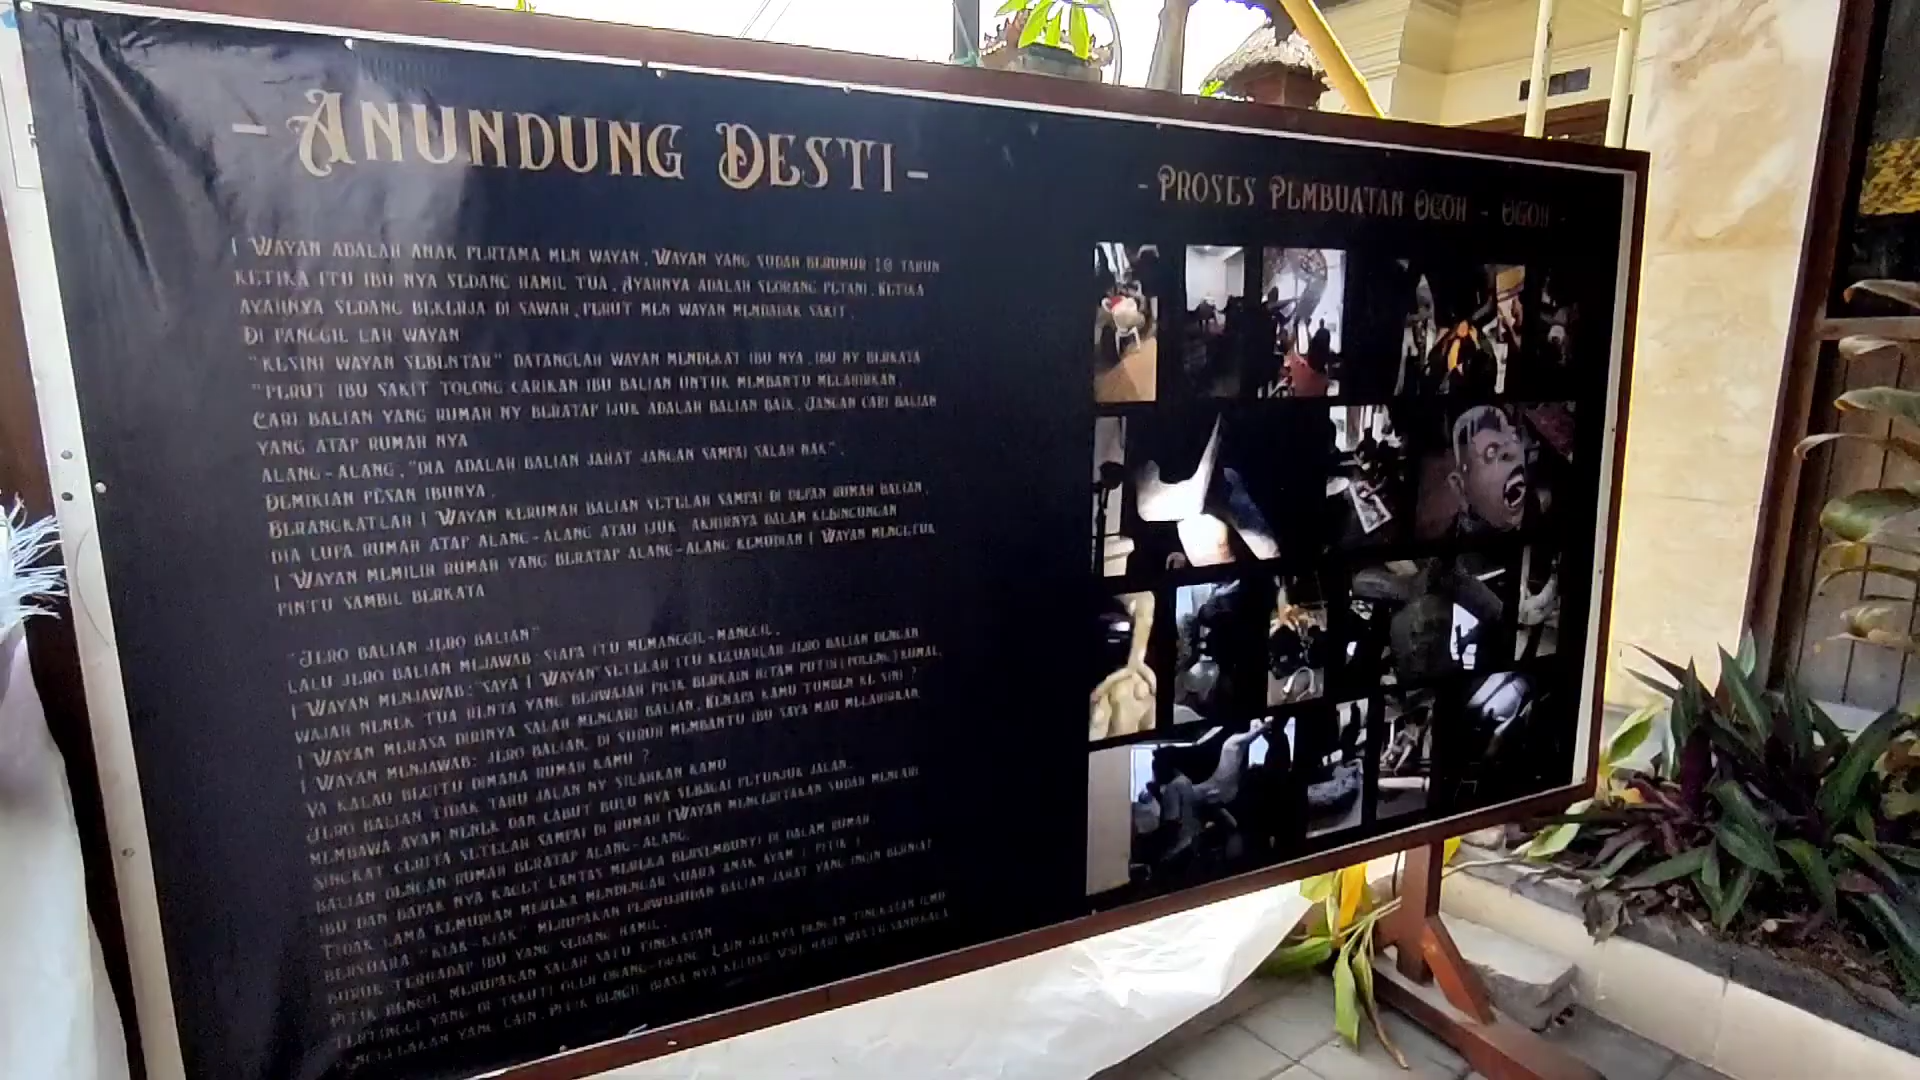 - Anundung Desti -
I Wayan adalah anak pertama Men Wayan. Wayan yang sudah berumur 10 tahun
ketika itu ibu nya sedang hamil tua. Ayahnya adalah seorang petani. Ketika
ayahnya sedang bekerja di sawah, perut Men Wayan mendadak sakit.
Di panggil lah Wayan
"Kesini Wayan sebentar" datanglah Wayan mendekat ibu nya. ibu ny berkata
"Perut ibu sakit tolong carikan ibu balian untuk membantu melahirkan.
Cari balian yang rumah ny beratap ijuk adalah balian baik. Jangan cari balian
yang atap rumah nya
alang-alang, "dia adalah balian jahat jangan sampai salah nak".
Demikian pesan ibunya.
Berangkatlah I Wayan kerumah balian setelah sampai di depan rumah balian.
dia lupa rumah atap alang-alang atau ijuk. akhirnya dalam kebingungan
I Wayan memilih rumah yang beratap alang-alang kemudian I Wayan mengetuk
pintu sambil berkata
"Jero balian jero balian"
Lalu jero balian mejawab: siapa itu memanggil-manggil.
I Wayan menjawab: "saya I Wayan" setelah itu keluarlah jero balian dengan
wajah nenek tua renta yang berwajah picik berkain hitam putih (poleng) kumal.
I Wayan merasa dirinya salah mencari balian. Kenapa kamu tumben ke sini ?
I Wayan menjawab: jero balian, di suruh membantu ibu saya mau melahirkan
Ya kalau begitu dimana rumah kamu ?
Jero balian tidak tahu jalan ny silahkan kamu
membawa ayam nenek dan cabut bulu nya sebagai petunjuk jalan.
Singkat cerita setelah sampai di rumah I Wayan menceritakan sudah mencari
balian dengan rumah beratap alang-alang.
Ibu dan bapak nya kaget lantas mereka bersembunyi di dalam rumah
Tidak lama kemudian mereka mendengar suara anak ayam ( pitik )
bersuara "kiak-kiak" merupakan perwujudan balian jahat yang ingin berniat
buruk terhadap ibu yang sedang hamil.
Pitik bengil merupakan salah satu tingkatan
tertinggi yang di takuti oleh orang-orang. Lain halnya dengan tingkatan ilmu
yang lain. Pitik bengil biasa nya keluar hari waktu sandikala
- Proses Pembuatan Ogoh - Ogoh -